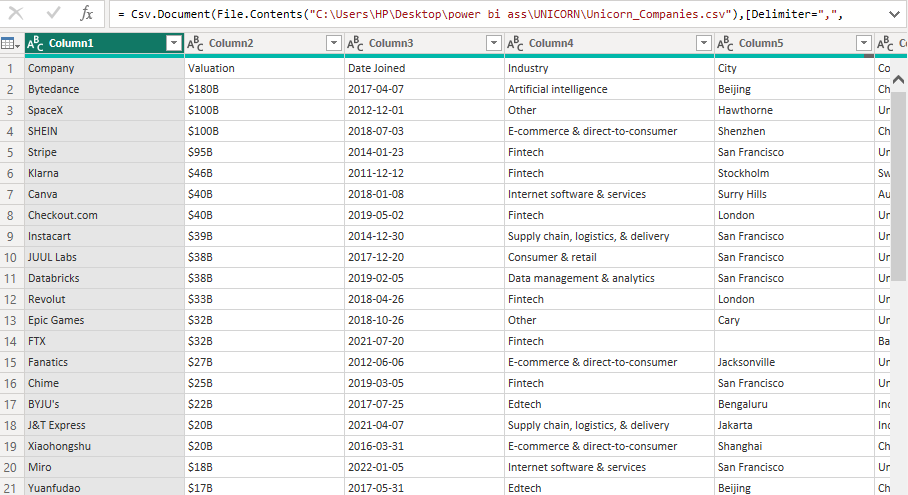 fx = Csv.Document(File.Contents("C:\Users\HP\Desktop\power bi ass\UNICORN\Unicorn_Companies.csv"),[Delimiter=",",
ABC Column1 ABC Column2 ABC Column3 ABC Column4 ABC Column5 ABC C
1 Company Valuation Date Joined Industry City Co
2 Bytedance $180B 2017-04-07 Artificial intelligence Beijing Ch
3 SpaceX $100B 2012-12-01 Other Hawthorne Ur
4 SHEIN $100B 2018-07-03 E-commerce & direct-to-consumer Shenzhen Ch
5 Stripe $95B 2014-01-23 Fintech San Francisco Ur
6 Klarna $46B 2011-12-12 Fintech Stockholm Sw
7 Canva $40B 2018-01-08 Internet software & services Surry Hills Au
8 Checkout.com $40B 2019-05-02 Fintech London Ur
9 Instacart $39B 2014-12-30 Supply chain, logistics, & delivery San Francisco Ur
10 JUUL Labs $38B 2017-12-20 Consumer & retail San Francisco Ur
11 Databricks $38B 2019-02-05 Data management & analytics San Francisco Ur
12 Revolut $33B 2018-04-26 Fintech London Ur
13 Epic Games $32B 2018-10-26 Other Cary Ur
14 FTX $32B 2021-07-20 Fintech Ba
15 Fanatics $27B 2012-06-06 E-commerce & direct-to-consumer Jacksonville Ur
16 Chime $25B 2019-03-05 Fintech San Francisco Ur
17 BYJU's $22B 2017-07-25 Edtech Bengaluru Inc
18 J&T Express $20B 2021-04-07 Supply chain, logistics, & delivery Jakarta Inc
19 Xiaohongshu $20B 2016-03-31 E-commerce & direct-to-consumer Shanghai Ch
20 Miro $18B 2022-01-05 Internet software & services San Francisco Ur
21 Yuanfudao $17B 2017-05-31 Edtech Beijing Ch